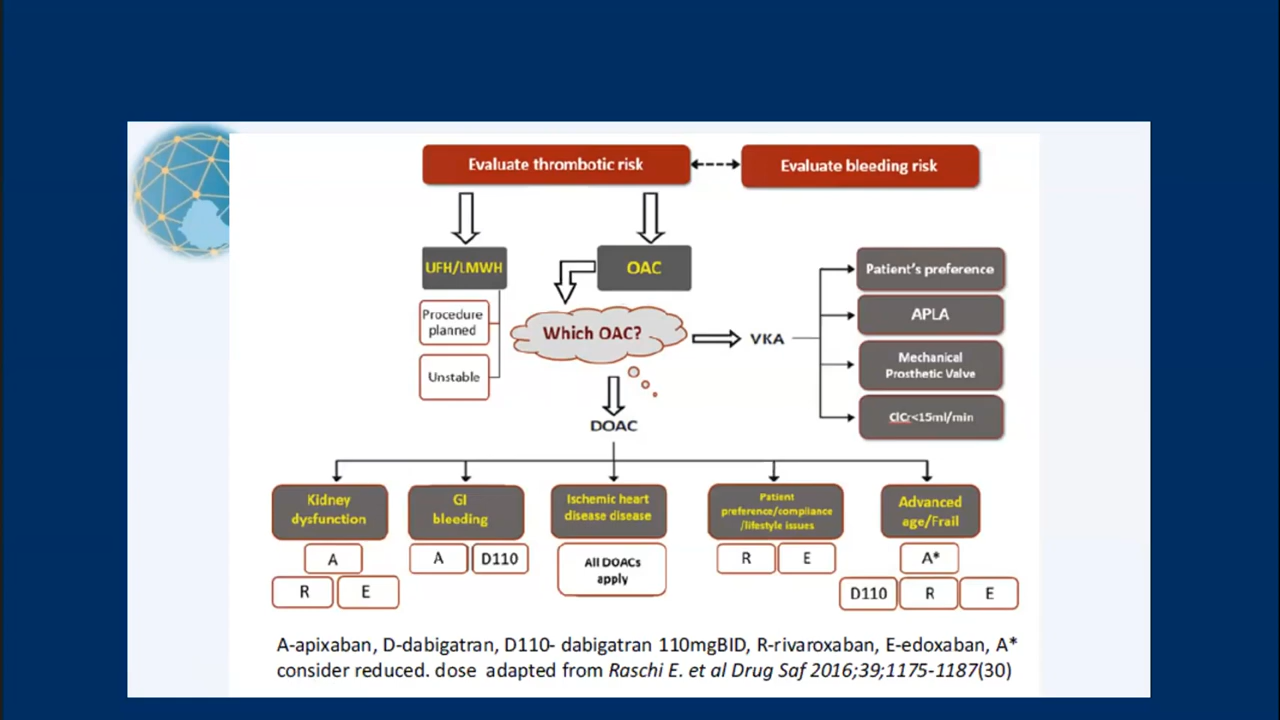 Evaluate thrombotic risk
Evaluate bleeding risk
UFH/LMWH
OAC
Procedure
planned
Unstable
Which OAC?
VKA
Patient's preference
APLA
Mechanical
Prosthetic Valve
ClCr<15ml/min
DOAC
Kidney
dysfunction
A
R
E
GI
bleeding
A
D110
Ischemic heart
disease disease
All DOACs
apply
Patient
preference/compliance
/lifestyle issues
R
E
Advanced
age/Frail
A*
D110
R
E
A-apixaban, D-dabigatran, D110- dabigatran 110mgBID, R-rivaroxaban, E-edoxaban, A*
consider reduced. dose adapted from Raschi E. et al Drug Saf 2016;39;1175-1187(30)